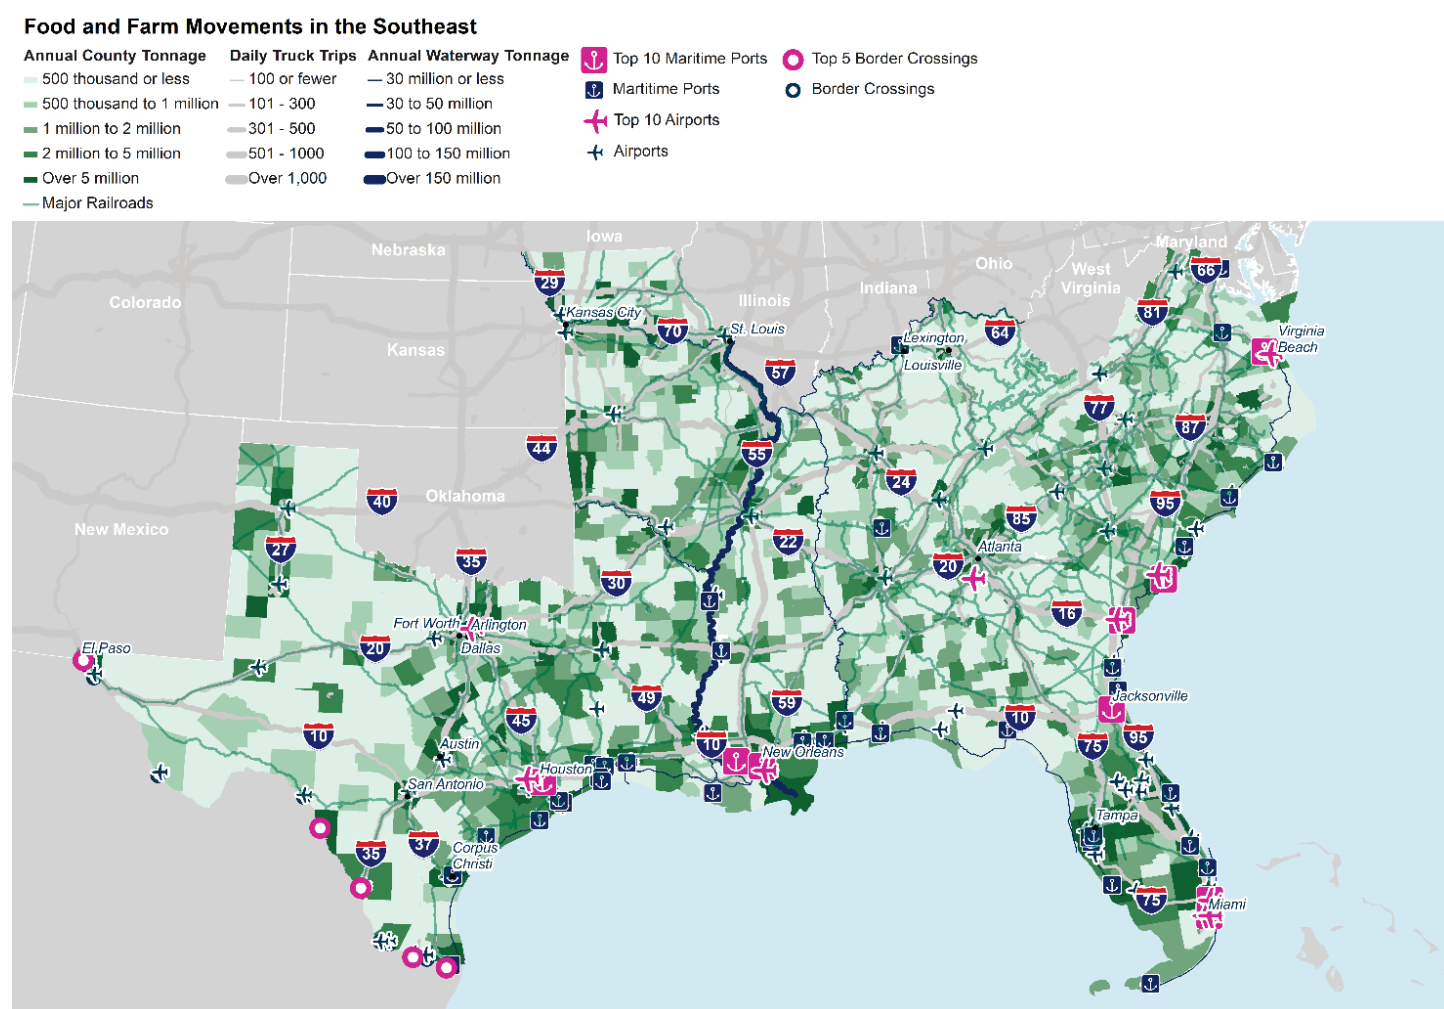 Food and Farm Movements in the Southeast
Annual County Tonnage
500 thousand or less
500 thousand to 1 million
1 million to 2 million
2 million to 5 million
Over 5 million
Major Railroads
Daily Truck Trips
100 or fewer
101 - 300
301 - 500
501 - 1000
Over 1,000
Annual Waterway Tonnage
30 million or less
30 to 50 million
50 to 100 million
100 to 150 million
Over 150 million
Top 10 Maritime Ports
Martitime Ports
Top 10 Airports
Airports
Top 5 Border Crossings
Border Crossings
Iowa
Nebraska
Maryland
Ohio
West
Virginia
66
29
Indiana
Illinois
Colorado
81
Kansas City
70
St. Louis
Lexington
64
Virginia
Beach
Kansas
Louisville
57
77
87
44
55
24
Oklahoma
40
95
85
New Mexico
22
27
Atlanta
35
20
30
16
Fort Worth
Arlington
El Paso
20
Dallas
49
Jacksonville
59
45
10
10
95
10
75
Austin
New Orleans
Houston
San Antonio
Tampa
37
35
Corpus
Christi
75
Miami